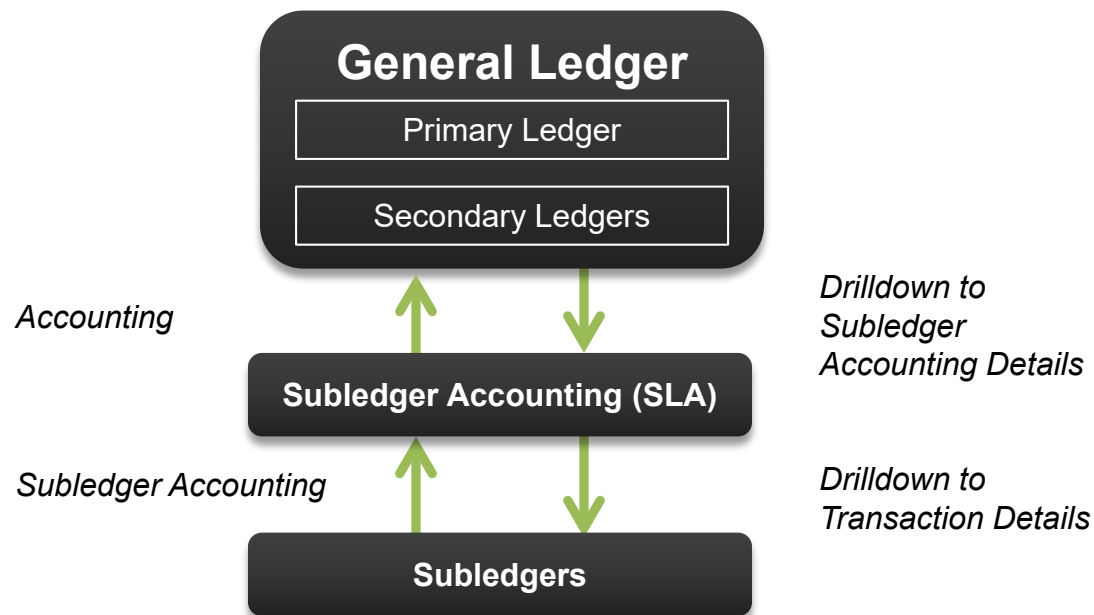 General Ledger
Primary Ledger
Secondary Ledgers
Accounting
Drilldown to
Subledger
Accounting Details
Subledger Accounting (SLA)
Subledger Accounting
Drilldown to
Transaction Details
Subledgers